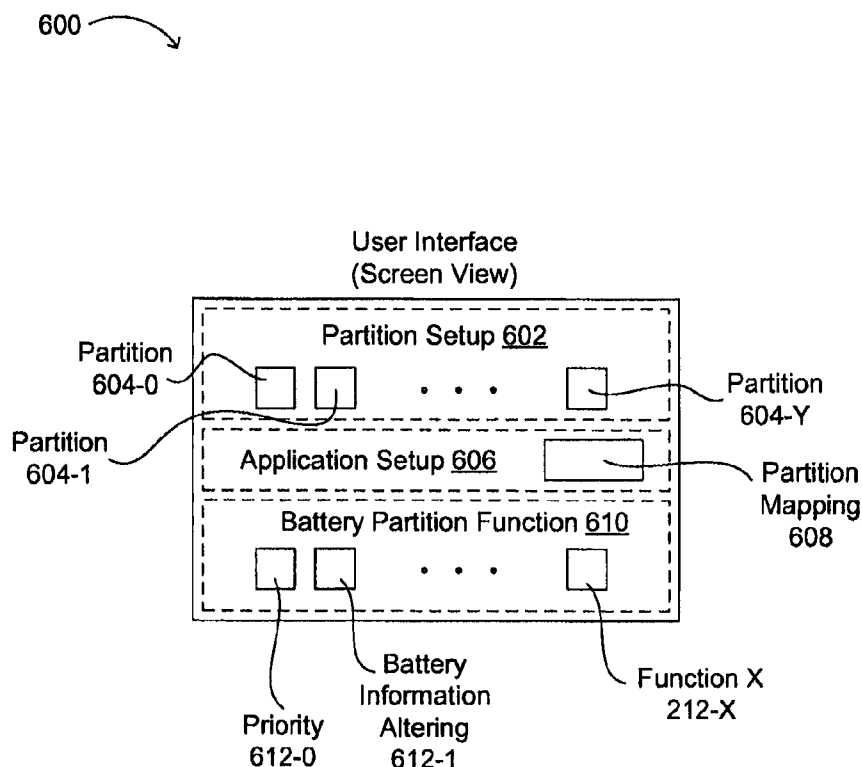 600
User Interface
(Screen View)
Partition Setup 602
Partition
604-0
Partition
604-1
Partition
604-Y
Application Setup 606
Partition
Mapping
608
Battery Partition Function 610
Priority
612-0
Battery
Information
Altering
612-1
Function X
212-X